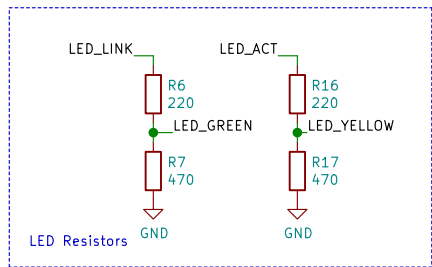 LED_LINK
LED_ACT
R6
220
R16
220
LED_GREEN
LED_YELLOW
R7
470
R17
470
GND
GND
LED Resistors